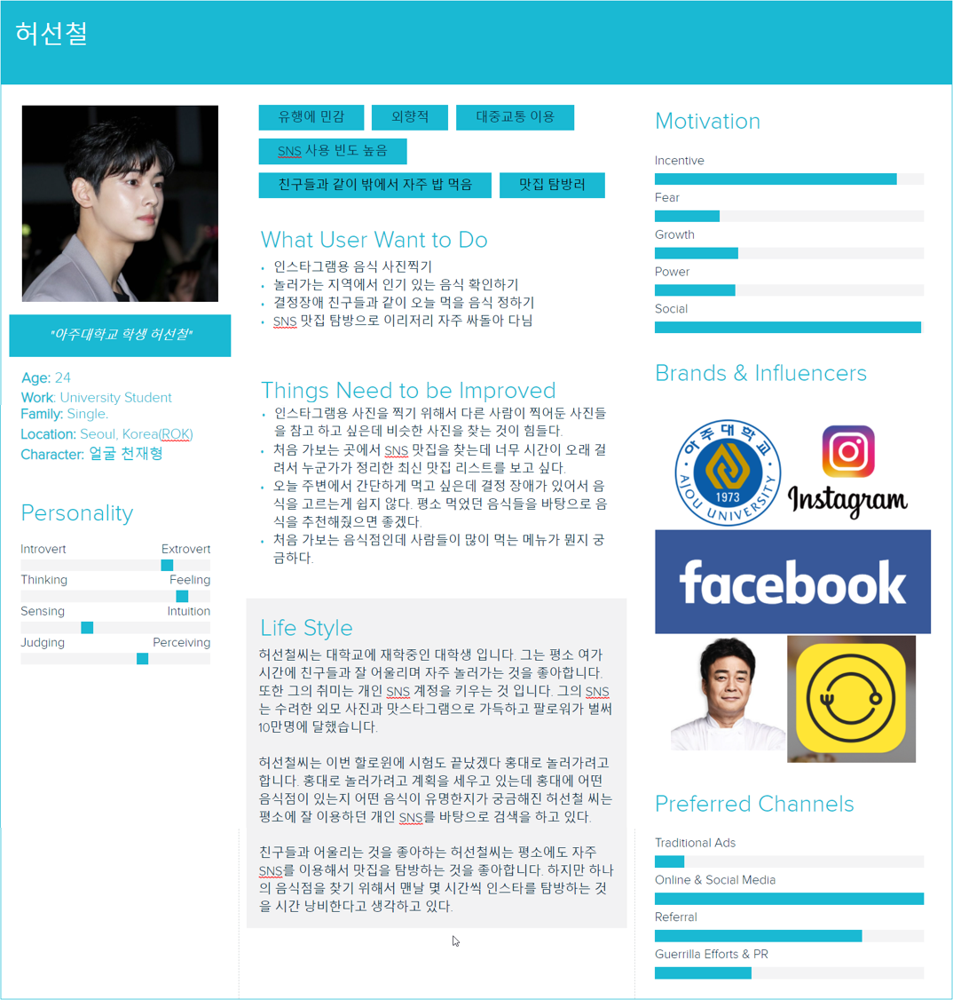 허선철
"아주대학교 학생 허선철"
Age: 24
Work: University Student
Family: Single.
Location: Seoul, Korea(ROK)
Character: 얼굴 천재형
Personality
Introvert Extrovert
Thinking Feeling
Sensing Intuition
Judging Perceiving
유행에 민감 외향적 대중교통 이용
SNS 사용 빈도 높음
친구들과 같이 밖에서 자주 밥 먹음 맛집 탐방러
What User Want to Do
• 인스타그램용 음식 사진찍기
• 놀러가는 지역에서 인기 있는 음식 확인하기
• 결정장애 친구들과 같이 오늘 먹을 음식 정하기
• SNS 맛집 탐방으로 이리저리 자주 싸돌아 다님
Things Need to be Improved
• 인스타그램용 사진을 찍기 위해서 다른 사람이 찍어둔 사진들
을 참고 하고 싶은데 비슷한 사진을 찾는 것이 힘들다.
• 처음 가보는 곳에서 SNS 맛집을 찾는데 너무 시간이 오래 걸
려서 누군가가 정리한 최신 맛집 리스트를 보고 싶다.
• 오늘 주변에서 간단하게 먹고 싶은데 결정 장애가 있어서 음
식을 고르는게 쉽지 않다. 평소 먹었던 음식들을 바탕으로 음
식을 추천해줬으면 좋겠다.
• 처음 가보는 음식점인데 사람들이 많이 먹는 메뉴가 뭔지 궁
금하다.
Life Style
허선철씨는 대학교에 재학중인 대학생 입니다. 그는 평소 여가
시간에 친구들과 잘 어울리며 자주 놀러가는 것을 좋아합니다.
또한 그의 취미는 개인 SNS 계정을 키우는 것 입니다. 그의 SNS
는 수려한 외모 사진과 맛스타그램으로 가득하고 팔로워가 벌써
10만명에 달했습니다.
허선철씨는 이번 할로윈에 시험도 끝났겠다 홍대로 놀러가려고
합니다. 홍대로 놀러가려고 계획을 세우고 있는데 홍대에 어떤
음식점이 있는지 어떤 음식이 유명한지가 궁금해진 허선철 씨는
평소에 잘 이용하던 개인 SNS를 바탕으로 검색을 하고 있다.
친구들과 어울리는 것을 좋아하는 허선철씨는 평소에도 자주
SNS를 이용해서 맛집을 탐방하는 것을 좋아합니다. 하지만 하나
의 음식점을 찾기 위해서 맨날 몇 시간씩 인스타를 탐방하는 것
을 시간 낭비한다고 생각하고 있다.
Motivation
Incentive
Fear
Growth
Power
Social
Brands & Influencers
아주대학교
1973
AJOU UNIVERSITY
Instagram
facebook
Preferred Channels
Traditional Ads
Online & Social Media
Referral
Guerrilla Efforts & PR